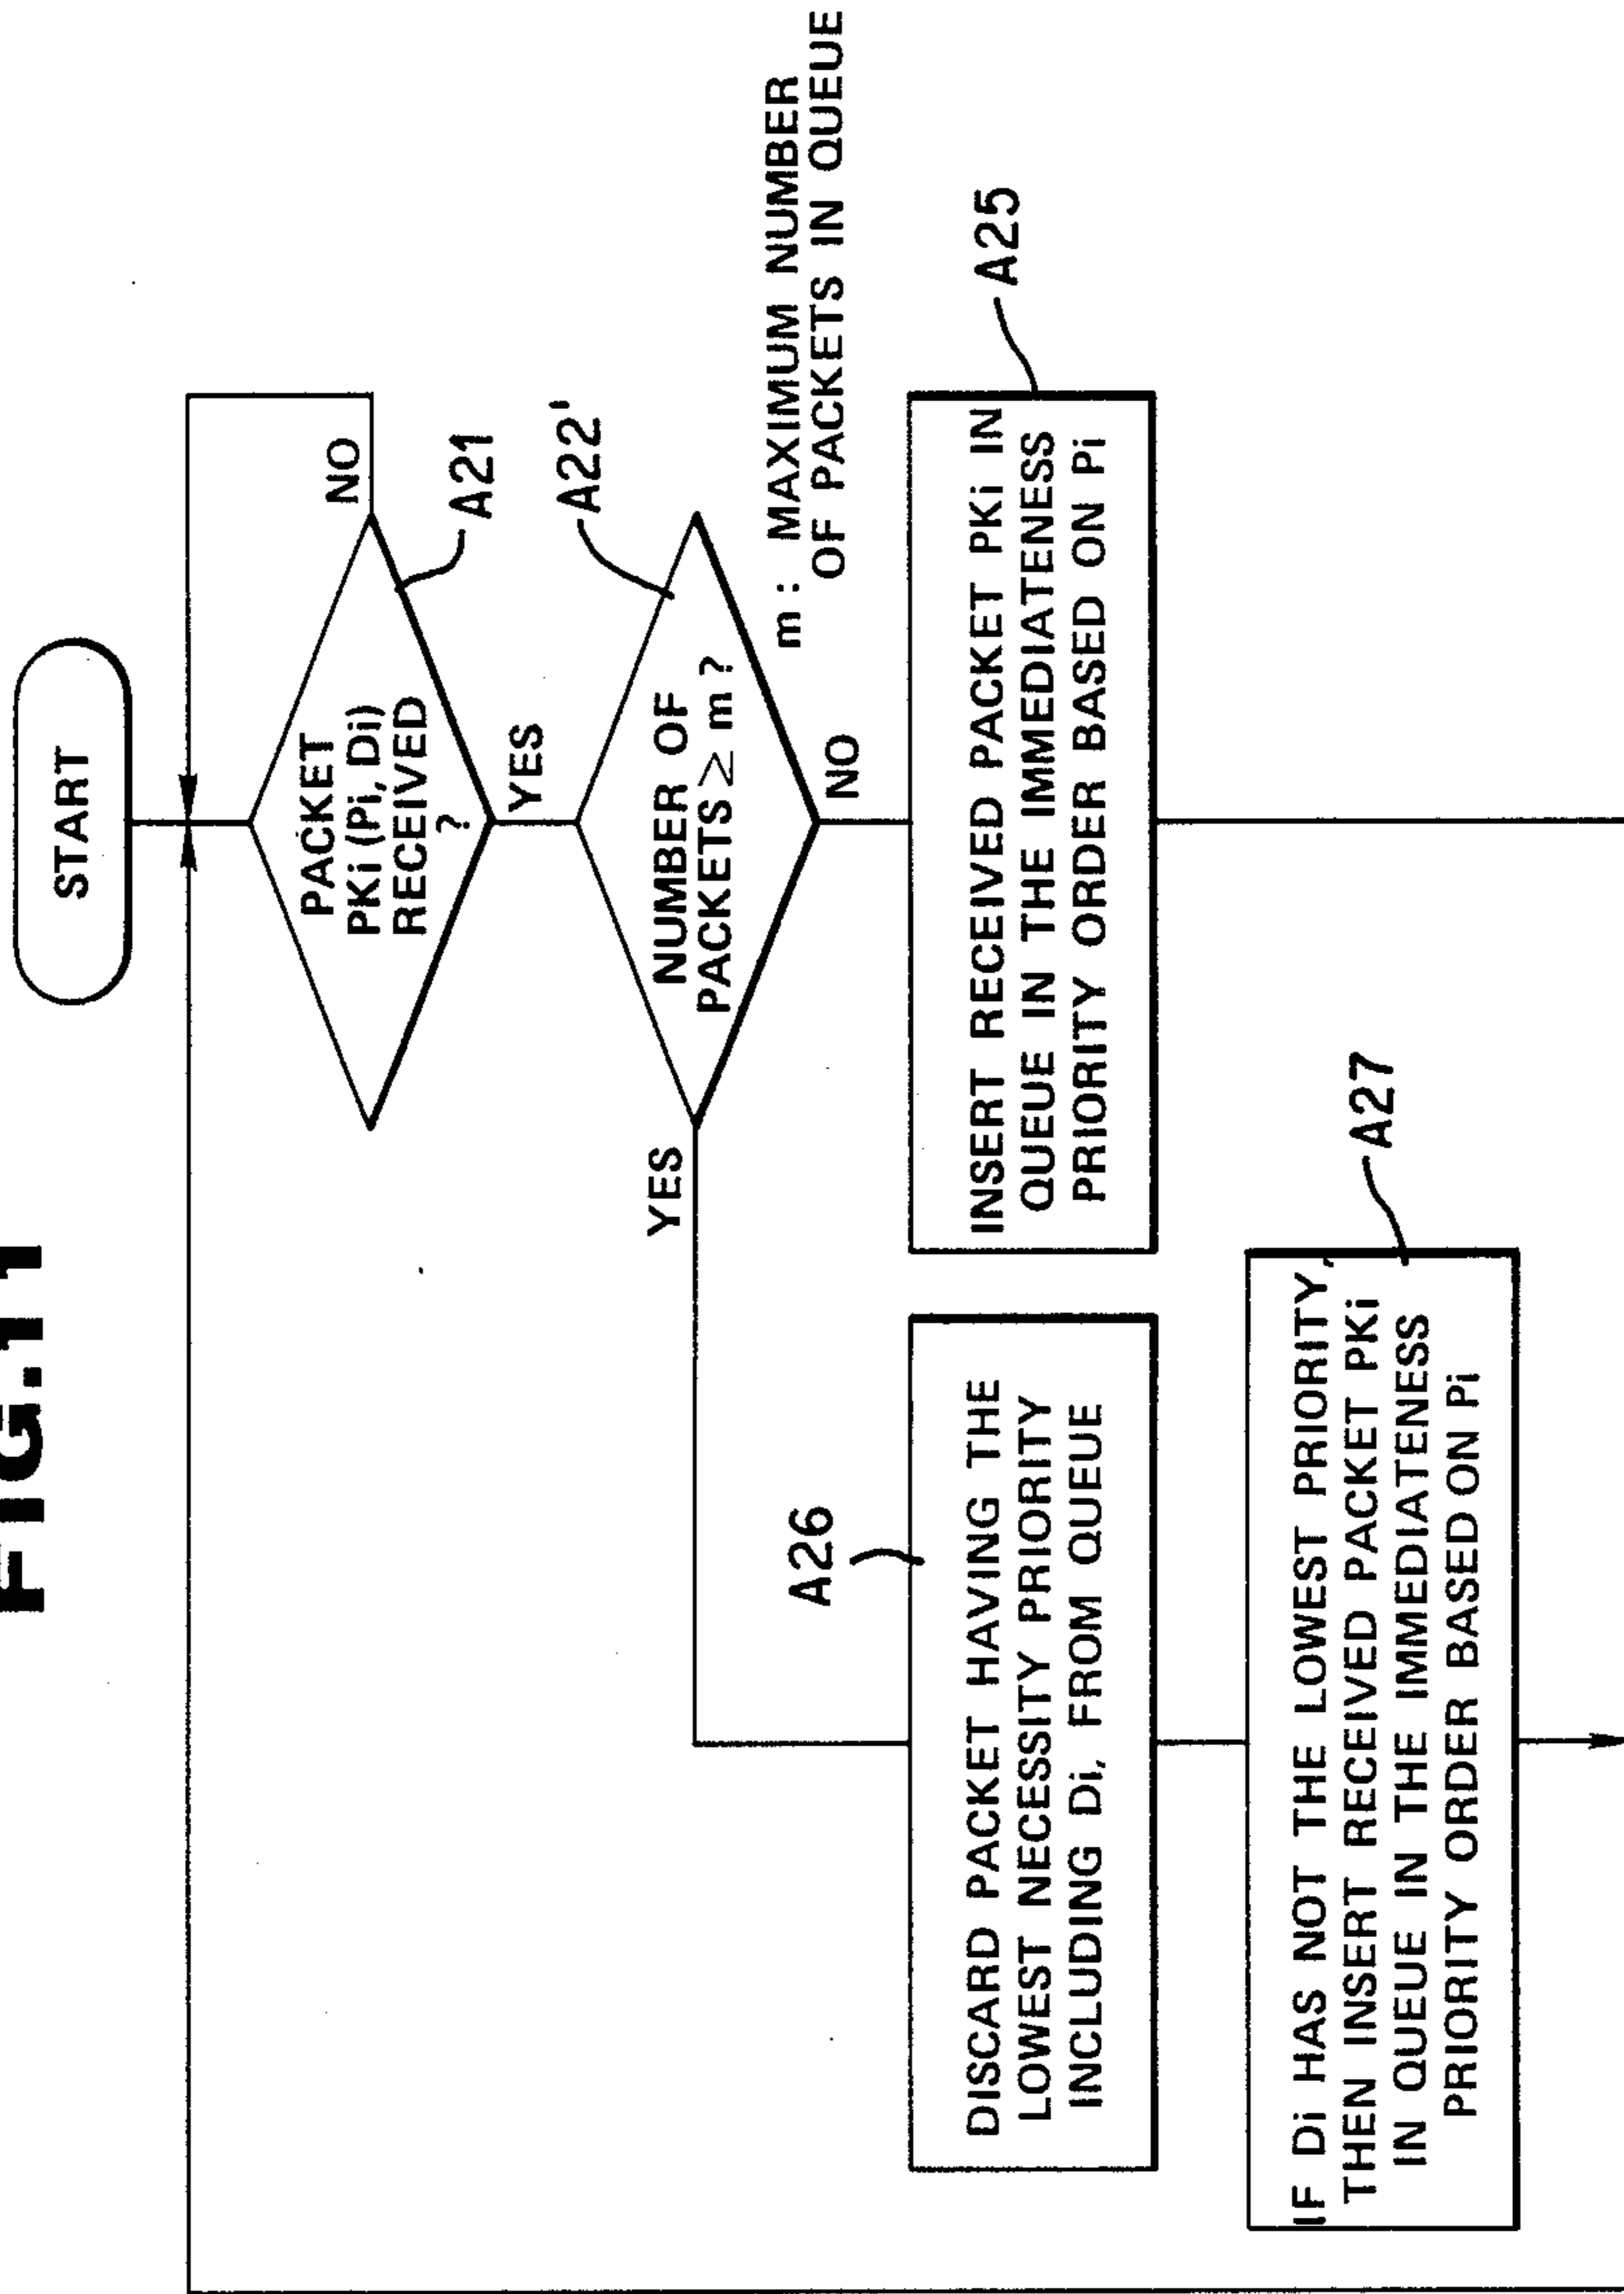 FIG.11
START
PACKET
PKi (Pi, Di)
RECEIVED
?
NO
A21
YES
NUMBER OF
PACKETS ≥ m ?
A22'
YES
NO
m : MAXIMUM NUMBER
OF PACKETS IN QUEUE
A26
DISCARD PACKET HAVING THE
LOWEST NECESSITY PRIORITY
INCLUDING Di, FROM QUEUE
INSERT RECEIVED PACKET PKi IN
QUEUE IN THE IMMEDIATENESS
PRIORITY ORDER BASED ON Pi
A25
IF Di HAS NOT THE LOWEST PRIORITY,
THEN INSERT RECEIVED PACKET PKi
IN QUEUE IN THE IMMEDIATENESS
PRIORITY ORDER BASED ON Pi
A27